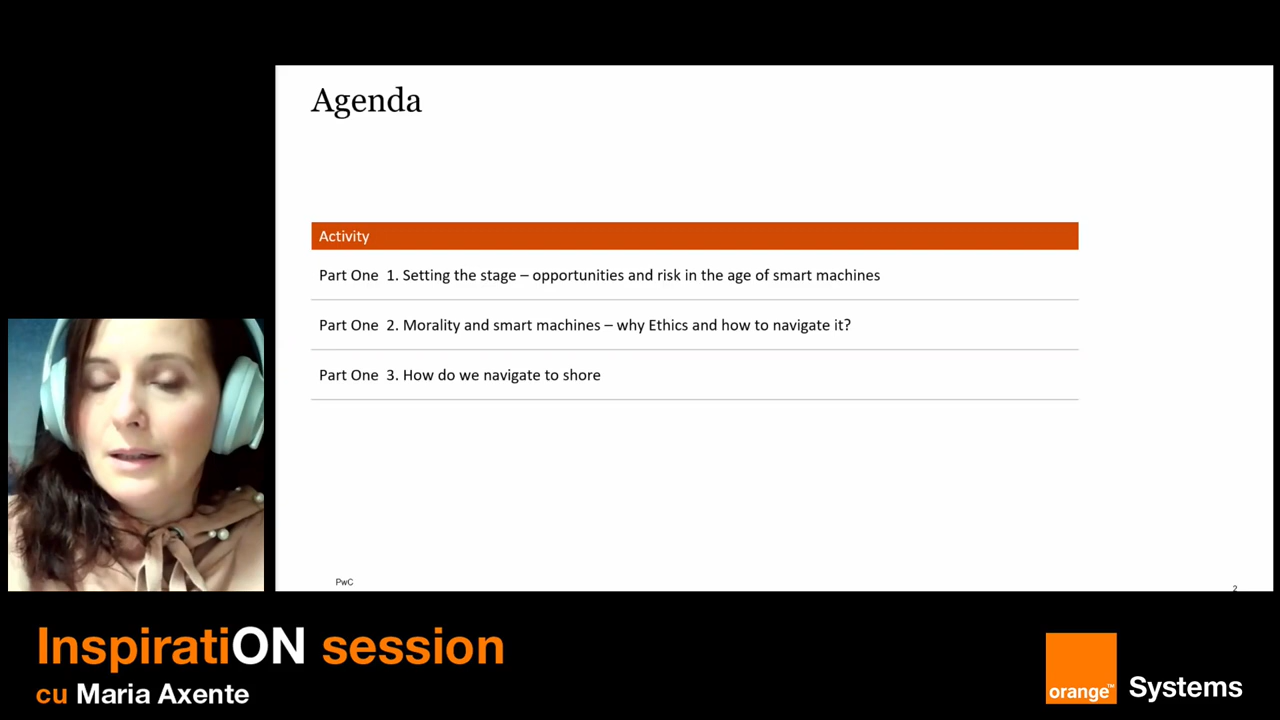 Agenda
Activity
Part One 1. Setting the stage – opportunities and risk in the age of smart machines
Part One 2. Morality and smart machines – why Ethics and how to navigate it?
Part One 3. How do we navigate to shore
PwC
2
InspiratiON session
cu Maria Axente
orange™
Systems